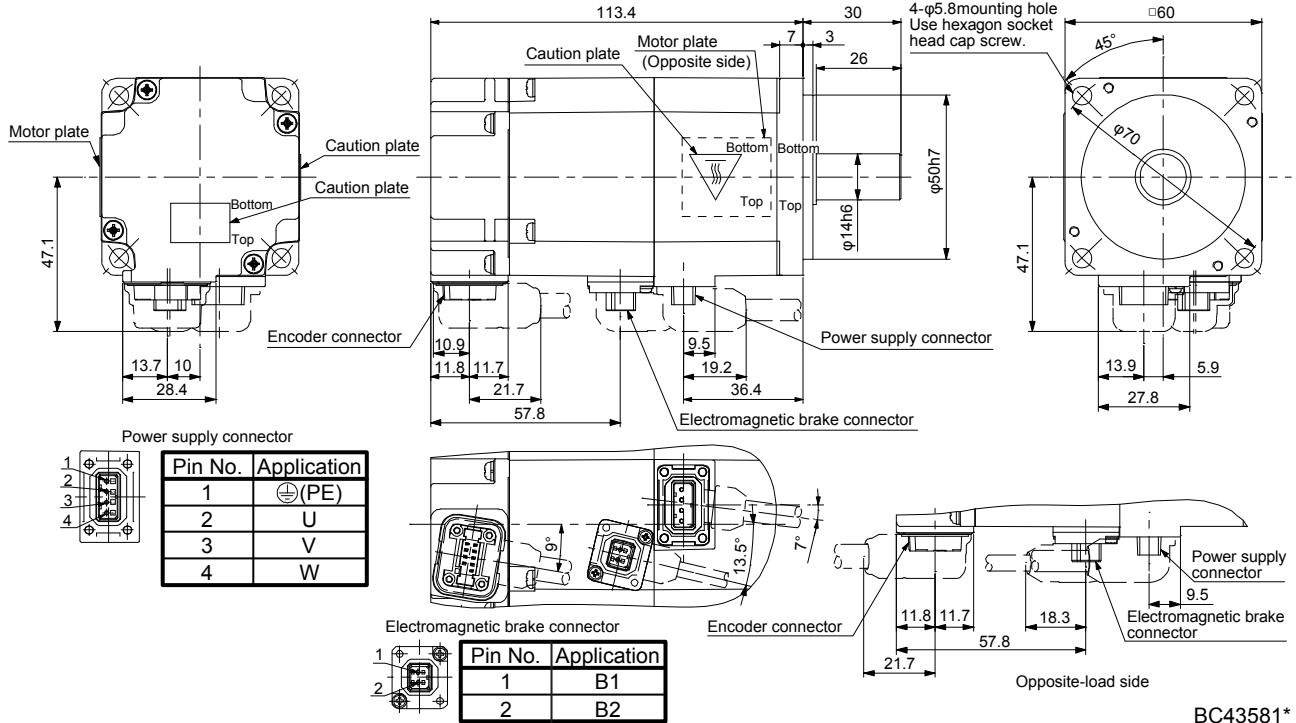 113.4
30
7
3
26
4-φ5.8mounting hole
Use hexagon socket
head cap screw.
□60
45°
Caution plate
Motor plate
(Opposite side)
Motor plate
Caution plate
Caution plate
Bottom
Top
Bottom
Bottom
Top
Top
φ14h6
φ50h7
φ70
47.1
47.1
Encoder connector
Power supply connector
Electromagnetic brake connector
13.7
10
28.4
10.9
11.8
11.7
21.7
57.8
9.5
19.2
36.4
13.9
5.9
27.8
Power supply connector
1
2
3
4
Pin No. Application
1 (PE)
2 U
3 V
4 W
9°
13.5°
7°
Electromagnetic brake connector
1
2
Pin No. Application
1 B1
2 B2
Encoder connector
Power supply
connector
9.5
Electromagnetic brake
connector
11.8
11.7
18.3
57.8
21.7
Opposite-load side
BC43581*